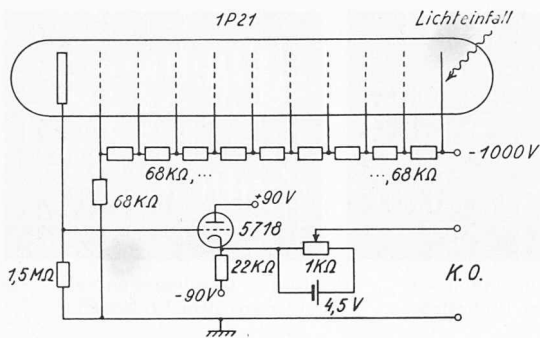 1P21
Lichteinfall
-1000V
68KΩ,...
...,68KΩ
68KΩ
90V
5718
1,5MΩ
22KΩ
1KΩ
K.O.
-90V
4,5V